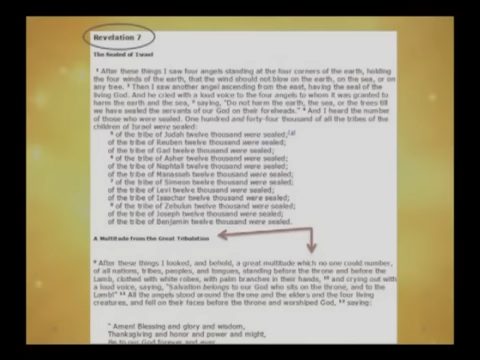 Revelation 7
The Sealed of Israel
1 After these things I saw four angels standing at the four corners of the earth, holding
the four winds of the earth, that the wind should not blow on the earth, on the sea, or on
any tree. 2 Then I saw another angel ascending from the east, having the seal of the
living God. And he cried with a loud voice to the four angels to whom it was granted to
harm the earth and the sea, 3 saying, "Do not harm the earth, the sea, or the trees till
we have sealed the servants of our God on their foreheads." 4 And I heard the number
of those who were sealed. One hundred and forty-four thousand of all the tribes of the
children of Israel were sealed:
5 of the tribe of Judah twelve thousand were sealed;[a]
of the tribe of Reuben twelve thousand were sealed;
of the tribe of Gad twelve thousand were sealed;
6 of the tribe of Asher twelve thousand were sealed;
of the tribe of Naphtali twelve thousand were sealed;
of the tribe of Manasseh twelve thousand were sealed;
7 of the tribe of Simeon twelve thousand were sealed;
of the tribe of Levi twelve thousand were sealed;
of the tribe of Issachar twelve thousand were sealed;
8 of the tribe of Zebulun twelve thousand were sealed;
of the tribe of Joseph twelve thousand were sealed;
of the tribe of Benjamin twelve thousand were sealed.
A Multitude from the Great Tribulation
9 After these things I looked, and behold, a great multitude which no one could number,
of all nations, tribes, peoples, and tongues, standing before the throne and before the
Lamb, clothed with white robes, with palm branches in their hands, 10 and crying out with
a loud voice, saying, "Salvation belongs to our God who sits on the throne, and to the
Lamb!" 11 All the angels stood around the throne and the elders and the four living
creatures, and fell on their faces before the throne and worshiped God, 12 saying:
" Amen! Blessing and glory and wisdom,
Thanksgiving and honor and power and might,
Be to our God forever and ever.